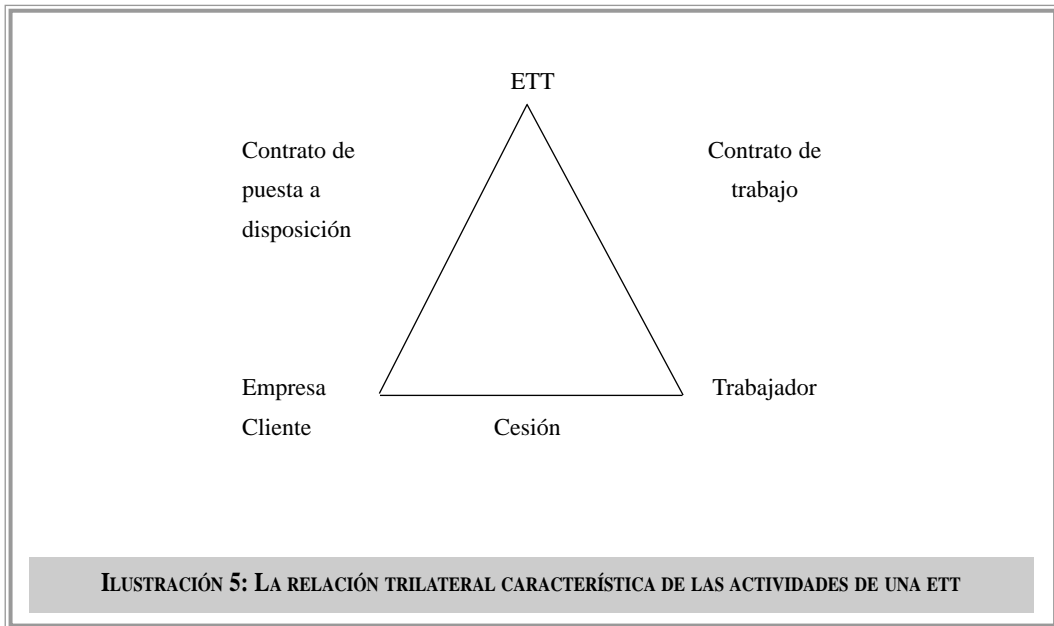 ETT
Contrato de
puesta a
disposición
Contrato de
trabajo
Empresa
Cliente
Cesión
Trabajador
ILUSTRACIÓN 5: LA RELACIÓN TRILATERAL CARACTERÍSTICA DE LAS ACTIVIDADES DE UNA ETT